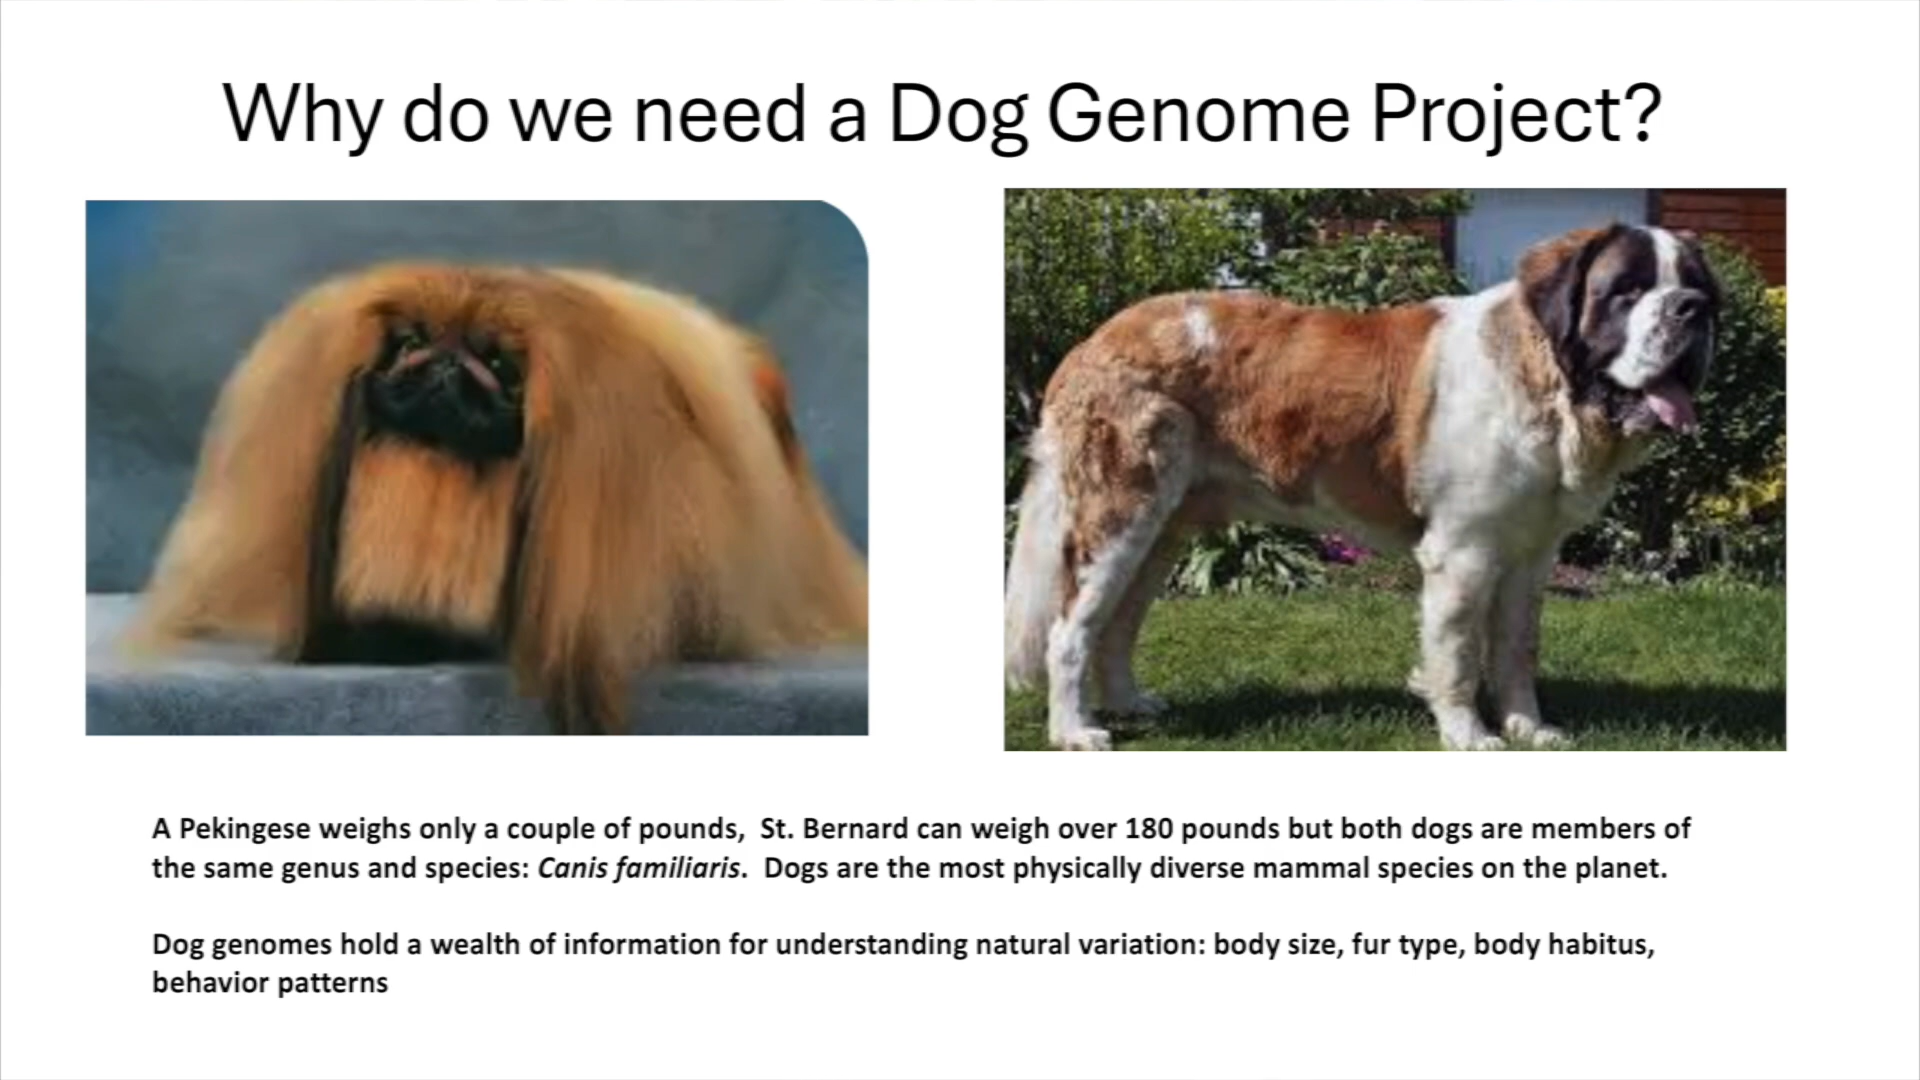 Why do we need a Dog Genome Project?
A Pekingese weighs only a couple of pounds,  St. Bernard can weigh over 180 pounds but both dogs are members of
the same genus and species: Canis familiaris.  Dogs are the most physically diverse mammal species on the planet.
Dog genomes hold a wealth of information for understanding natural variation: body size, fur type, body habitus,
behavior patterns